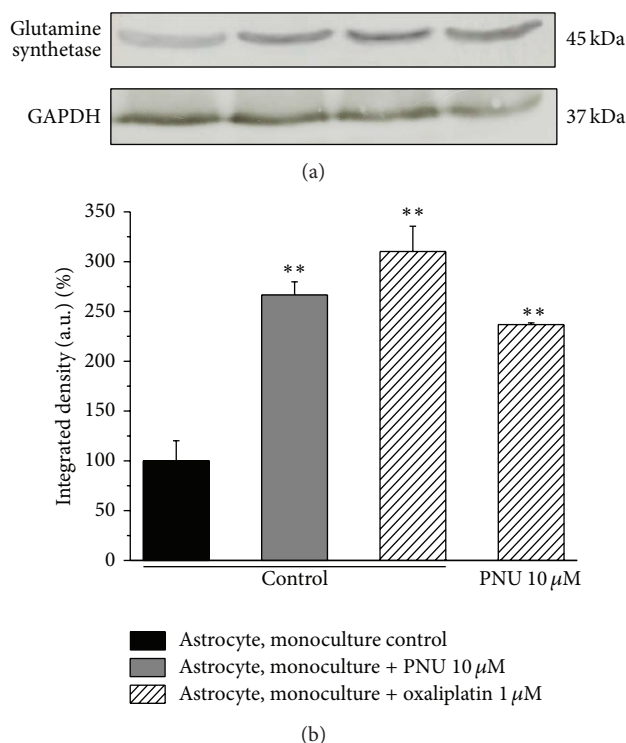 Glutamine
synthetase
45 kDa
GAPDH
37 kDa
(a)
350
300
250
200
150
100
50
0
Integrated density (a.u.) (%)
**
**
**
Control
PNU 10 μM
Astrocyte, monoculture control
Astrocyte, monoculture + PNU 10 μM
Astrocyte, monoculture + oxaliplatin 1 μM
(b)